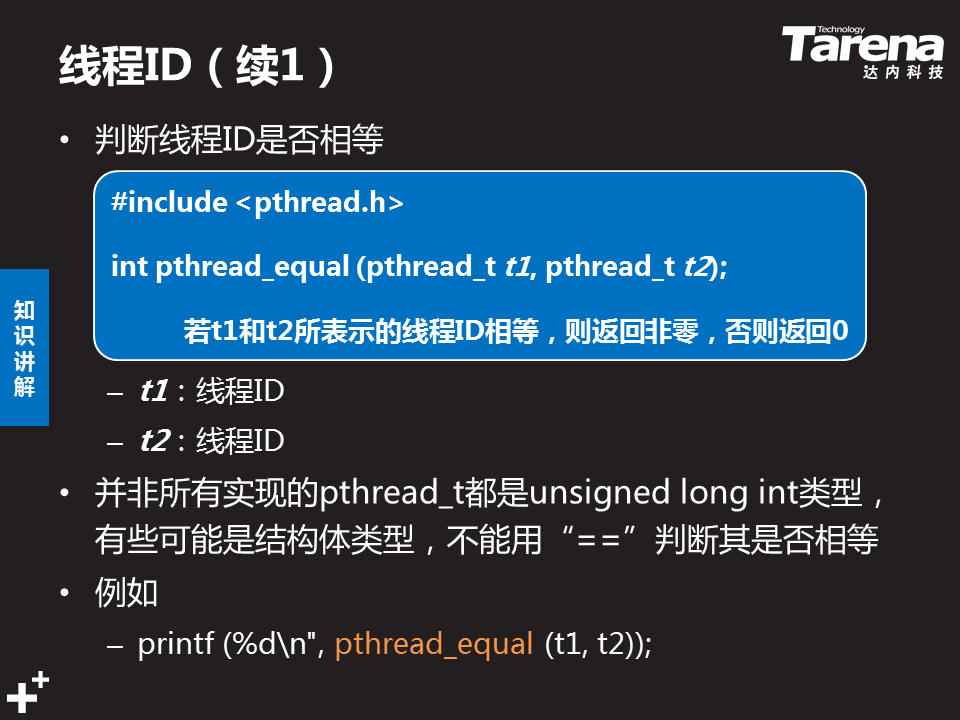 线程ID（续1）
Technology
Tarena
达内科技
• 判断线程ID是否相等
#include <pthread.h>
int pthread_equal (pthread_t t1, pthread_t t2);
若t1和t2所表示的线程ID相等，则返回非零，否则返回0
知识讲解
– t1：线程ID
– t2：线程ID
• 并非所有实现的pthread_t都是unsigned long int类型，
有些可能是结构体类型，不能用“==”判断其是否相等
• 例如
– printf (%d\n", pthread_equal (t1, t2));